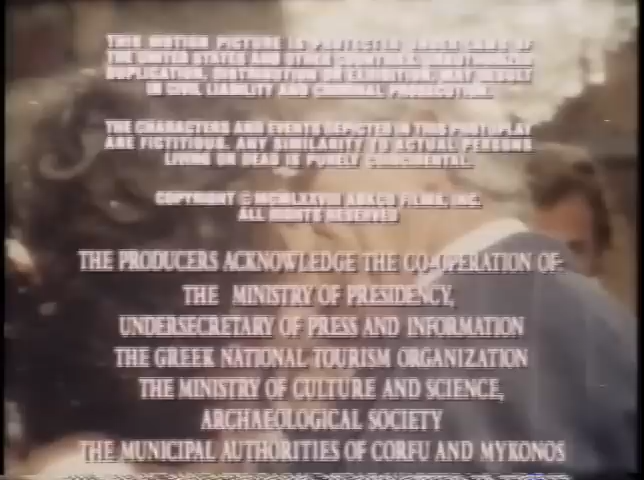 THIS MOTION PICTURE IS PROTECTED UNDER LAWS OF
THE UNITED STATES AND OTHER COUNTRIES. UNAUTHORIZED
DUPLICATION, DISTRIBUTION OR EXHIBITION MAY RESULT
IN CIVIL LIABILITY AND CRIMINAL PROSECUTION.
THE CHARACTERS AND EVENTS DEPICTED IN THIS PHOTOPLAY
ARE FICTITIOUS. ANY SIMILARITY TO ACTUAL PERSONS
LIVING OR DEAD IS PURELY COINCIDENTAL.
COPYRIGHT © MCMLXXVIII ABKCO FILMS, INC.
ALL RIGHTS RESERVED
THE PRODUCERS ACKNOWLEDGE THE CO-OPERATION OF:
THE MINISTRY OF PRESIDENCY,
UNDERSECRETARY OF PRESS AND INFORMATION
THE GREEK NATIONAL TOURISM ORGANIZATION
THE MINISTRY OF CULTURE AND SCIENCE,
ARCHAEOLOGICAL SOCIETY
THE MUNICIPAL AUTHORITIES OF CORFU AND MYKONOS